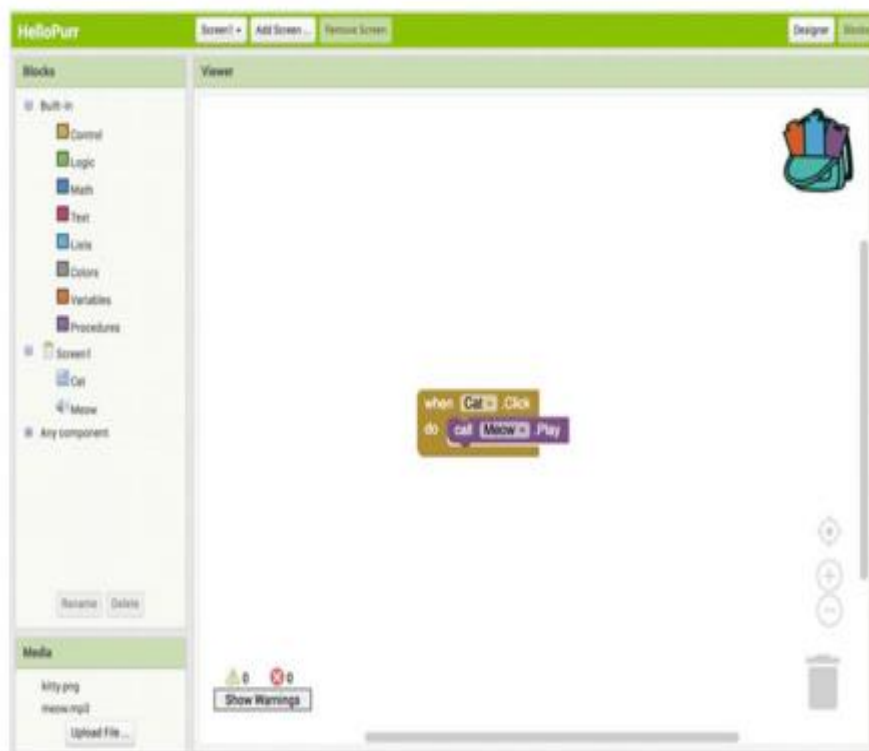 HelloPurr
Screen1 Add Screen ... Remove Screen
Designer Blocks
Blocks
Viewer
Built-in
Control
Logic
Math
Text
Lists
Colors
Variables
Procedures
Screen1
Cat
Meow
Any component
when Cat .Click
do call Meow .Play
Rename Delete
Media
kitty.png
meow.mp3
Upload File ...
0 0
Show Warnings